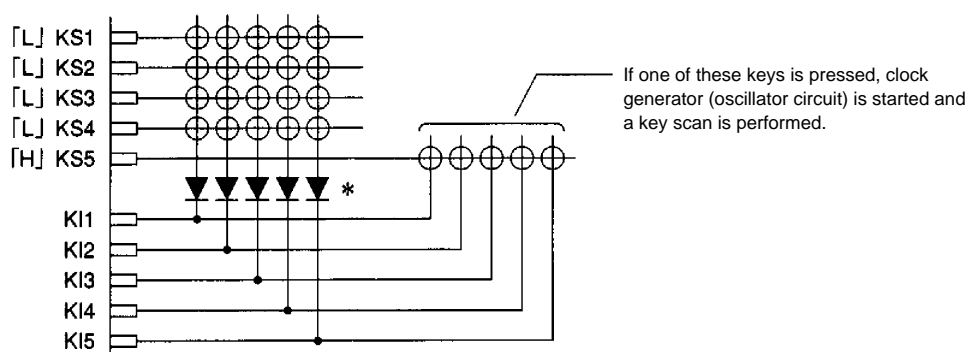 「L」 KS1
「L」 KS2
「L」 KS3
「L」 KS4
「H」 KS5
If one of these keys is pressed, clock
generator (oscillator circuit) is started and
a key scan is performed.
*
KI1
KI2
KI3
KI4
KI5